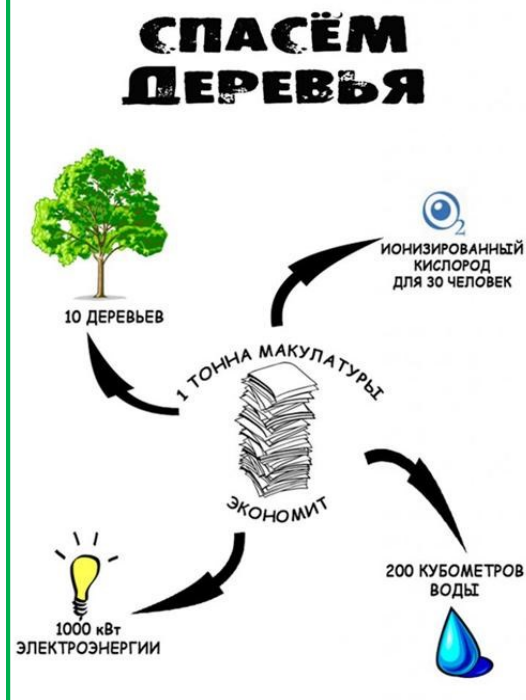 СПАСЁМ
ДЕРЕВЬЯ
O2
ИОНИЗИРОВАННЫЙ
КИСЛОРОД
ДЛЯ 30 ЧЕЛОВЕК
10 ДЕРЕВЬЕВ
1 ТОННА МАКУЛАТУРЫ
ЭКОНОМИТ
200 КУБОМЕТРОВ
ВОДЫ
1000 кВт
ЭЛЕКТРОЭНЕРГИИ